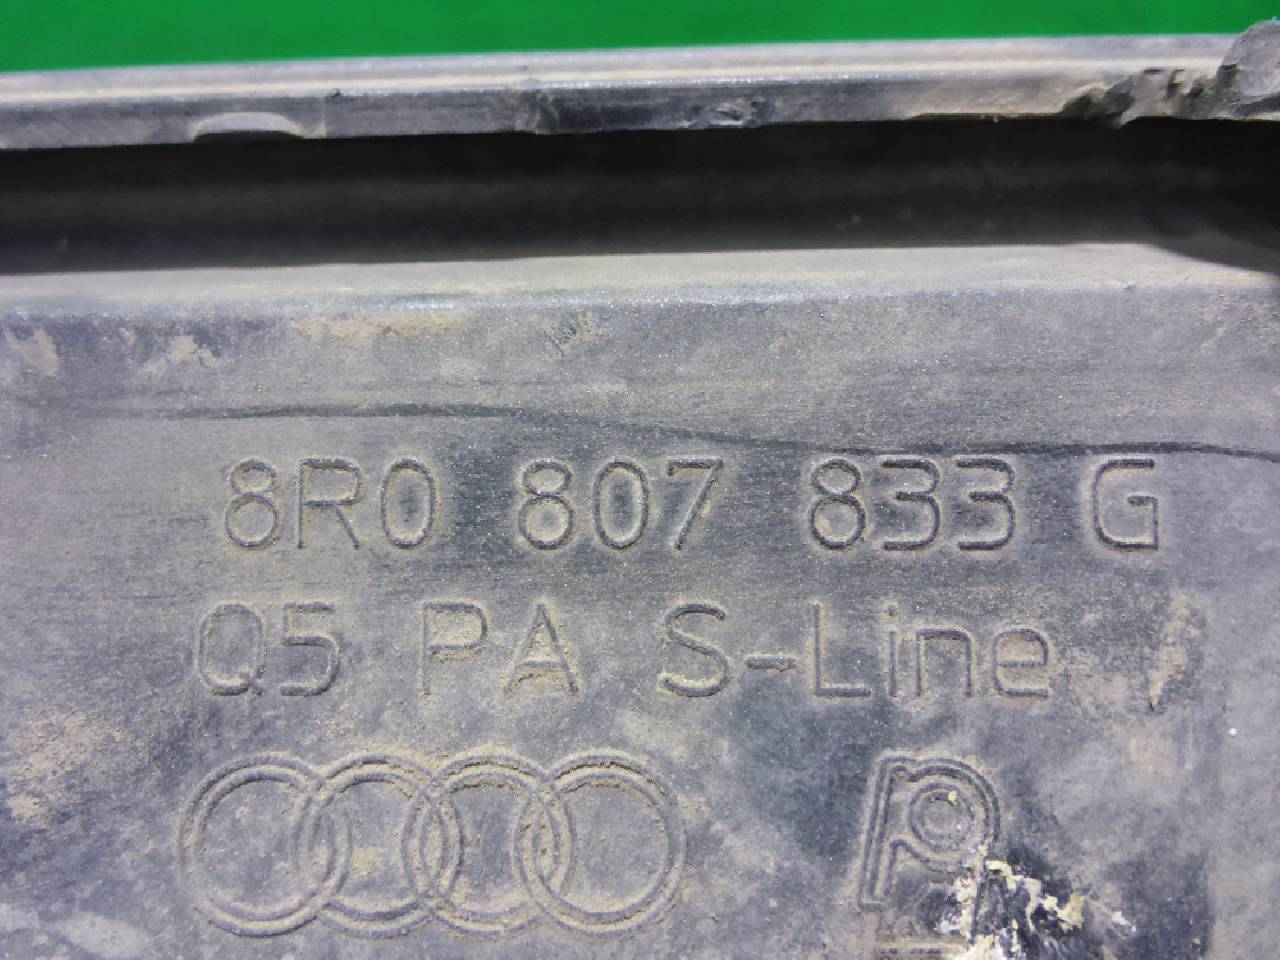 8R0 807 833 G
Q5 PA S-Line